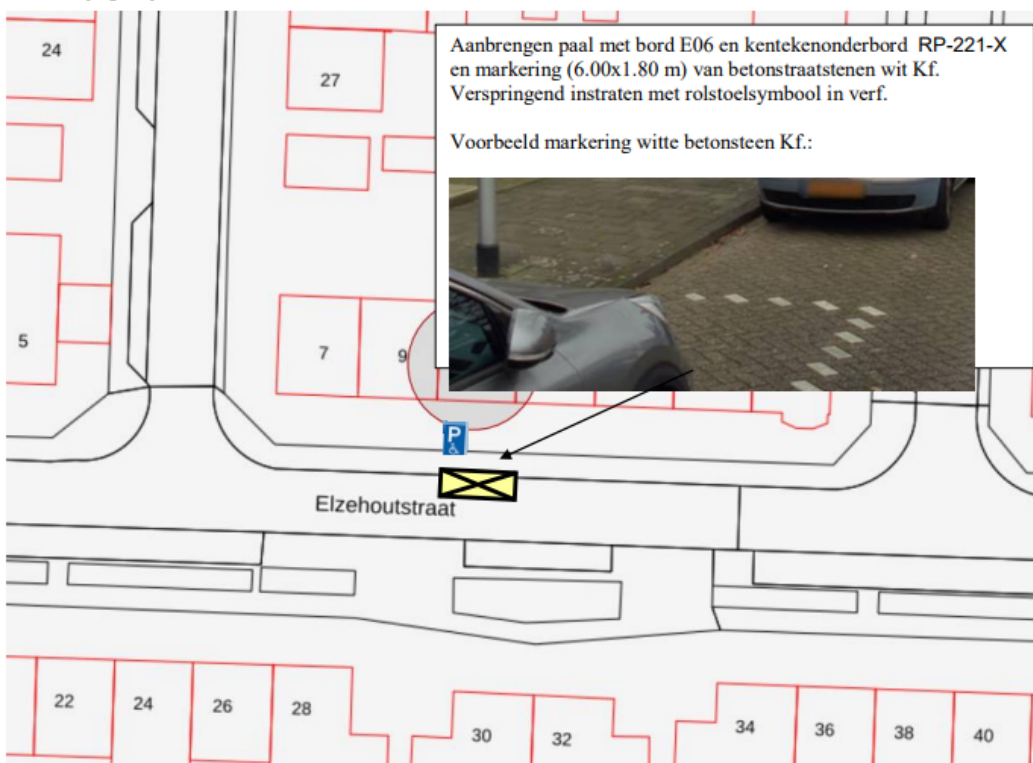 24
27
Aanbrengen paal met bord E06 en kentekenonderbord RP-221-X
en markering (6.00x1.80 m) van betonstraatstenen wit Kf.
Verspringend instraten met rolstoelsymbool in verf.
Voorbeeld markering witte betonsteen Kf.:
5
7
9
P
Elzehoutstraat
22
24
26
28
30
32
34
36
38
40